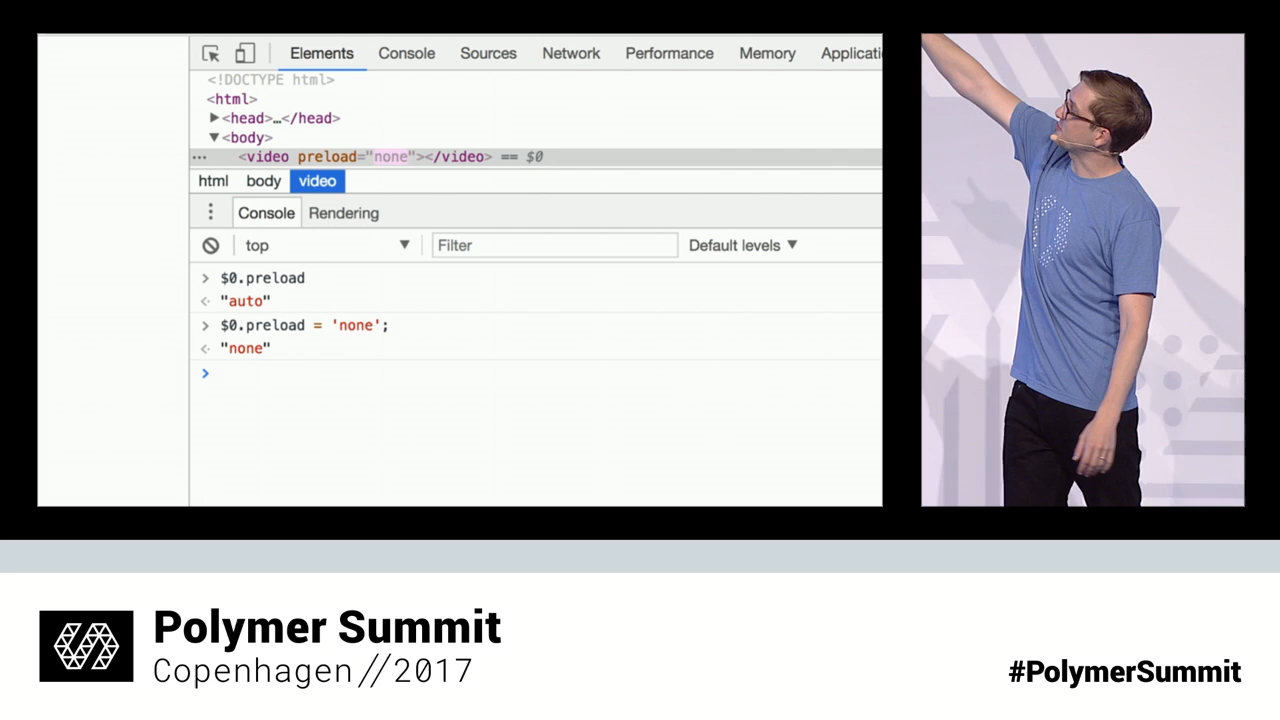 Elements Console Sources Network Performance Memory Applicati
<!DOCTYPE html>
<html>
▶<head>…</head>
▼<body>
··· <video preload="none"></video> == $0
html body video
Console Rendering
top ▼ Filter Default levels ▼
> $0.preload
<· "auto"
> $0.preload = 'none';
<· "none"
>
Polymer Summit
Copenhagen//2017
#PolymerSummit